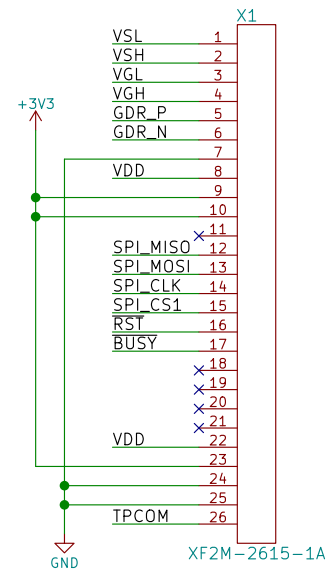 X1
VSL 1
VSH 2
+3V3
VGL 3
VGH 4
GDR_P 5
GDR_N 6
7
VDD 8
9
10
11
SPI_MISO 12
SPI_MOSI 13
SPI_CLK 14
SPI_CS1 15
RST 16
BUSY 17
18
19
20
21
VDD 22
23
24
25
TPCOM 26
XF2M-2615-1A
GND